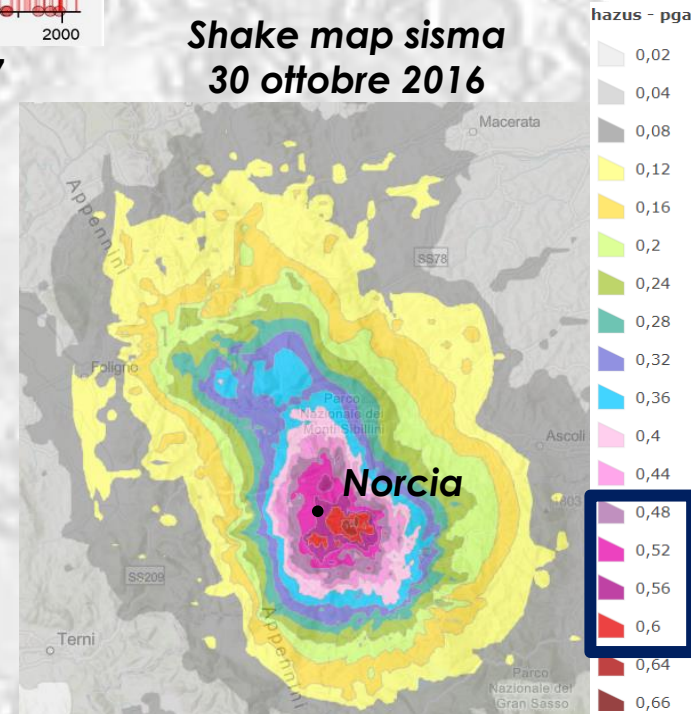 2000
Shake map sisma
30 ottobre 2016
hazus - pga
0,02
0,04
0,08
0,12
0,16
0,2
0,24
0,28
0,32
0,36
0,4
0,44
0,48
0,52
0,56
0,6
0,64
0,66
Macerata
Appennini
SS78
Foligno
Parco
Nazionale dei
Monti Sibillini
Ascoli
Norcia
SS209
Appennini
Terni
Parco
Nazionale del
Gran Sasso